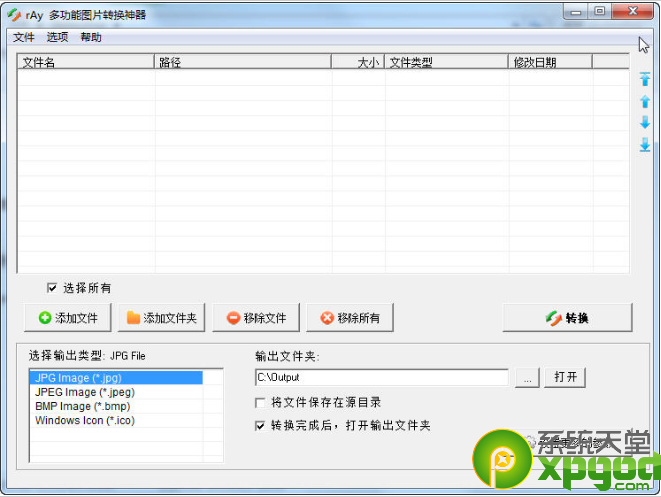 rAy 多功能图片转换神器
文件 选项 帮助
文件名 路径 大小 文件类型 修改日期
选择所有
添加文件 添加文件夹 移除文件 移除所有 转换
选择输出类型: JPG File
输出文件夹:
JPG Image (*.jpg)
C:\Output
... 打开
JPEG Image (*.jpeg)
BMP Image (*.bmp)
Windows Icon (*.ico)
将文件保存在源目录
转换完成后，打开输出文件夹
系统天堂
xpgod.com